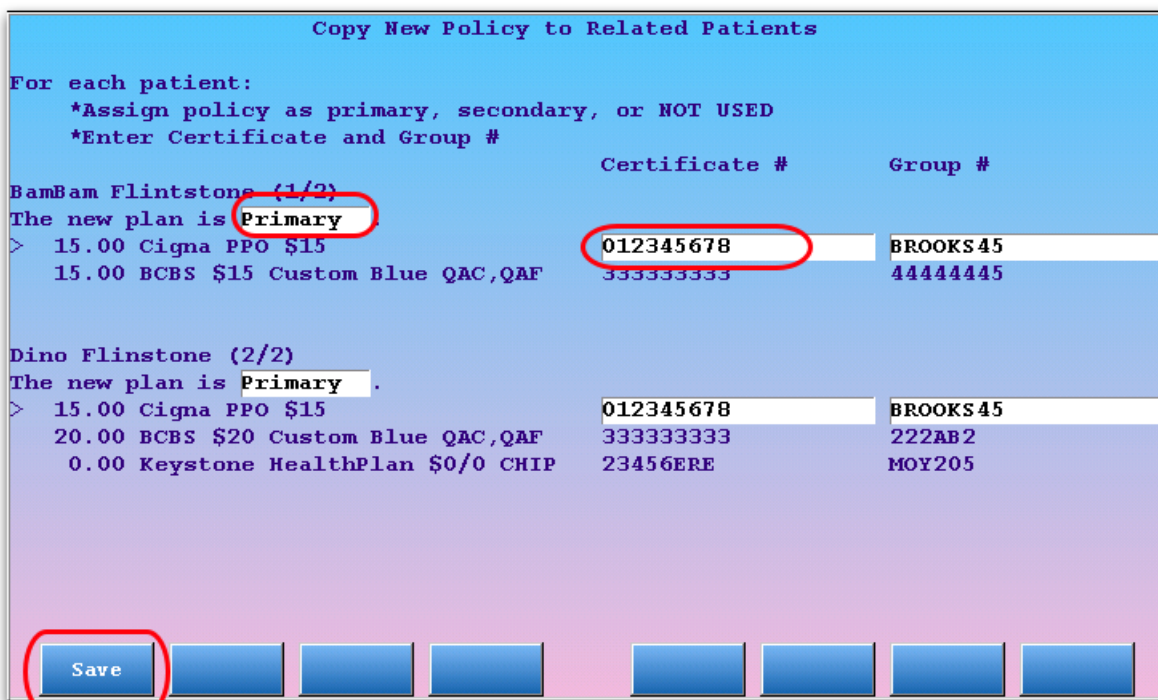 Copy New Policy to Related Patients
For each patient:
*Assign policy as primary, secondary, or NOT USED
*Enter Certificate and Group #
Certificate # Group #
BamBam Flintstone (1/2)
The new plan is Primary .
> 15.00 Cigna PPO $15 012345678 BROOKS45
15.00 BCBS $15 Custom Blue QAC,QAF 333333333 44444445
Dino Flinstone (2/2)
The new plan is Primary .
> 15.00 Cigna PPO $15 012345678 BROOKS45
20.00 BCBS $20 Custom Blue QAC,QAF 333333333 222AB2
0.00 Keystone HealthPlan $0/0 CHIP 23456ERE MOY205
Save